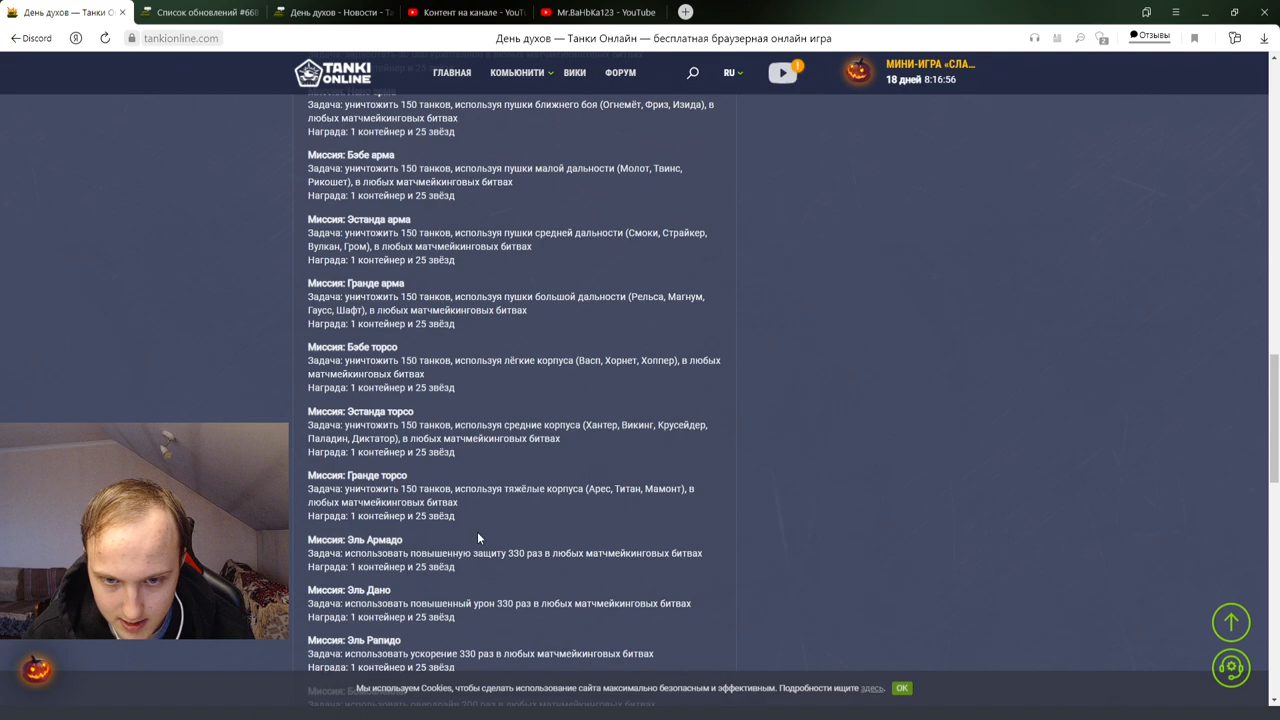 День духов — Танки О
Список обновлений #668
День духов - Новости - Та
Контент на канале - YouTu
Mr.BaHbKa123 - YouTube
Discord
tankionline.com
День духов — Танки Онлайн — бесплатная браузерная онлайн игра
2
Отзывы
TANKI ONLINE
ГЛАВНАЯ
КОМЬЮНИТИ
ВИКИ
ФОРУМ
RU
МИНИ-ИГРА «СЛА...
18 дней 8:16:56
Задача: уничтожить 150 танков, используя пушки ближнего боя (Огнемёт, Фриз, Изида), в
любых матчмейкинговых битвах
Награда: 1 контейнер и 25 звёзд
Миссия: Бэбе арма
Задача: уничтожить 150 танков, используя пушки малой дальности (Молот, Твинс,
Рикошет), в любых матчмейкинговых битвах
Награда: 1 контейнер и 25 звёзд
Миссия: Эстанда арма
Задача: уничтожить 150 танков, используя пушки средней дальности (Смоки, Страйкер,
Вулкан, Гром), в любых матчмейкинговых битвах
Награда: 1 контейнер и 25 звёзд
Миссия: Гранде арма
Задача: уничтожить 150 танков, используя пушки большой дальности (Рельса, Магнум,
Гаусс, Шафт), в любых матчмейкинговых битвах
Награда: 1 контейнер и 25 звёзд
Миссия: Бэбе торсо
Задача: уничтожить 150 танков, используя лёгкие корпуса (Васп, Хорнет, Хоппер), в любых
матчмейкинговых битвах
Награда: 1 контейнер и 25 звёзд
Миссия: Эстанда торсо
Задача: уничтожить 150 танков, используя средние корпуса (Хантер, Викинг, Крусейдер,
Паладин, Диктатор), в любых матчмейкинговых битвах
Награда: 1 контейнер и 25 звёзд
Миссия: Гранде торсо
Задача: уничтожить 150 танков, используя тяжёлые корпуса (Арес, Титан, Мамонт), в
любых матчмейкинговых битвах
Награда: 1 контейнер и 25 звёзд
Миссия: Эль Армадо
Задача: использовать повышенную защиту 330 раз в любых матчмейкинговых битвах
Награда: 1 контейнер и 25 звёзд
Миссия: Эль Дано
Задача: использовать повышенный урон 330 раз в любых матчмейкинговых битвах
Награда: 1 контейнер и 25 звёзд
Миссия: Эль Рапидо
Задача: использовать ускорение 330 раз в любых матчмейкинговых битвах
Награда: 1 контейнер и 25 звёзд
Мы используем Cookies, чтобы сделать использование сайта максимально безопасным и эффективным. Подробности ищите здесь.
OK
Задача: использовать овердрайв 200 раз в любых матчмейкинговых битвах